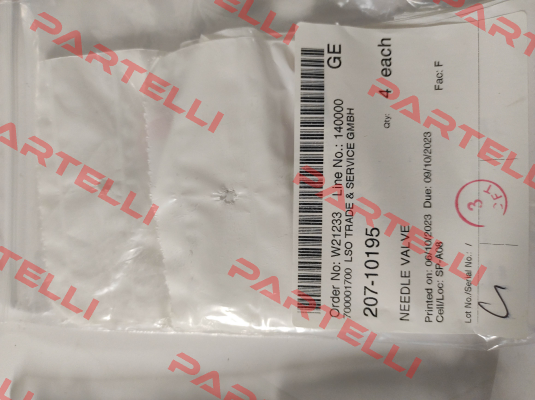 Order No: W21233 Line No.: 140000
GE
700001700 LSO TRADE & SERVICE GMBH
207-10195
Qty: 4 each
NEEDLE VALVE
Printed on: 06/10/2023 Due: 09/10/2023
Cell/Loc: SP-A08
Fac: F
Lot No./Serial No.: /
3
PARTELLI
PARTELLI
PARTELLI
PARTELLI
PARTELLI